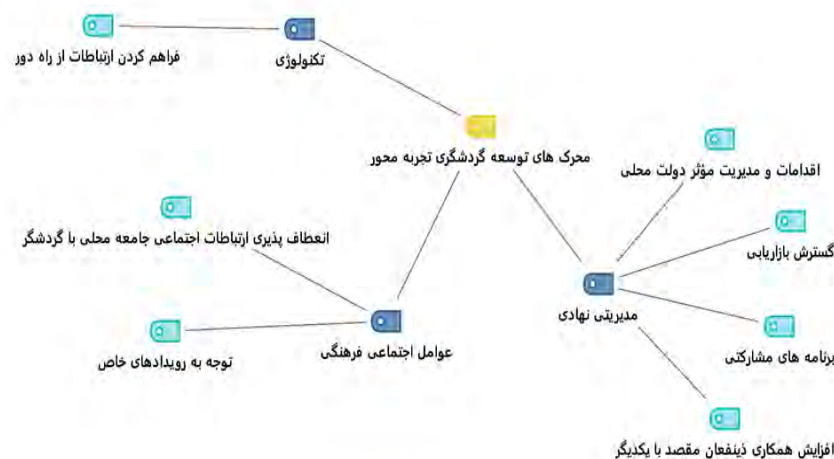 تکنولوژی
فراهم کردن ارتباطات از راه دور
محرک های توسعه گردشگری تجربه محور
اقدامات و مدیریت مؤثر دولت محلی
انعطاف پذیری ارتباطات اجتماعی جامعه محلی با گردشگر
گسترش بازاریابی
مدیریتی نهادی
عوامل اجتماعی فرهنگی
توجه به رویدادهای خاص
برنامه های مشارکتی
افزایش همکاری ذینفعان مقصد با یکدیگر